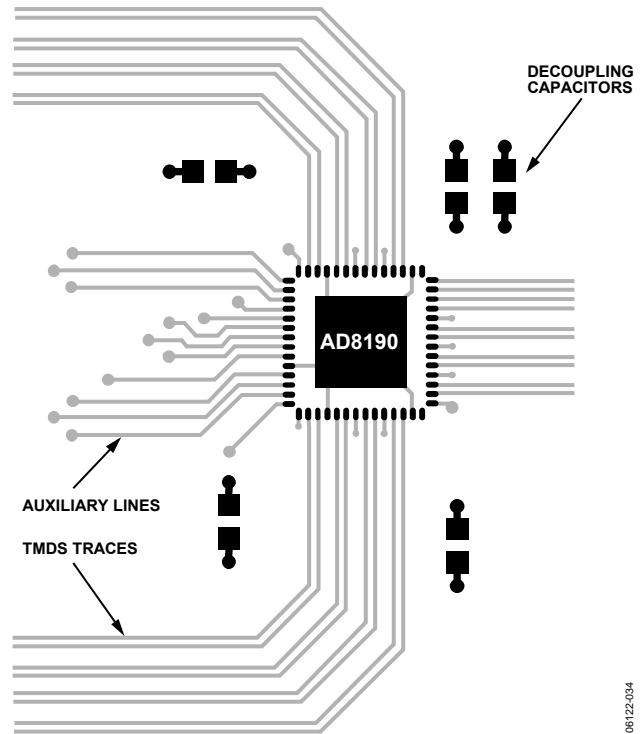 DECOUPLING
CAPACITORS
AD8190
AUXILIARY LINES
TMDS TRACES
06122-034